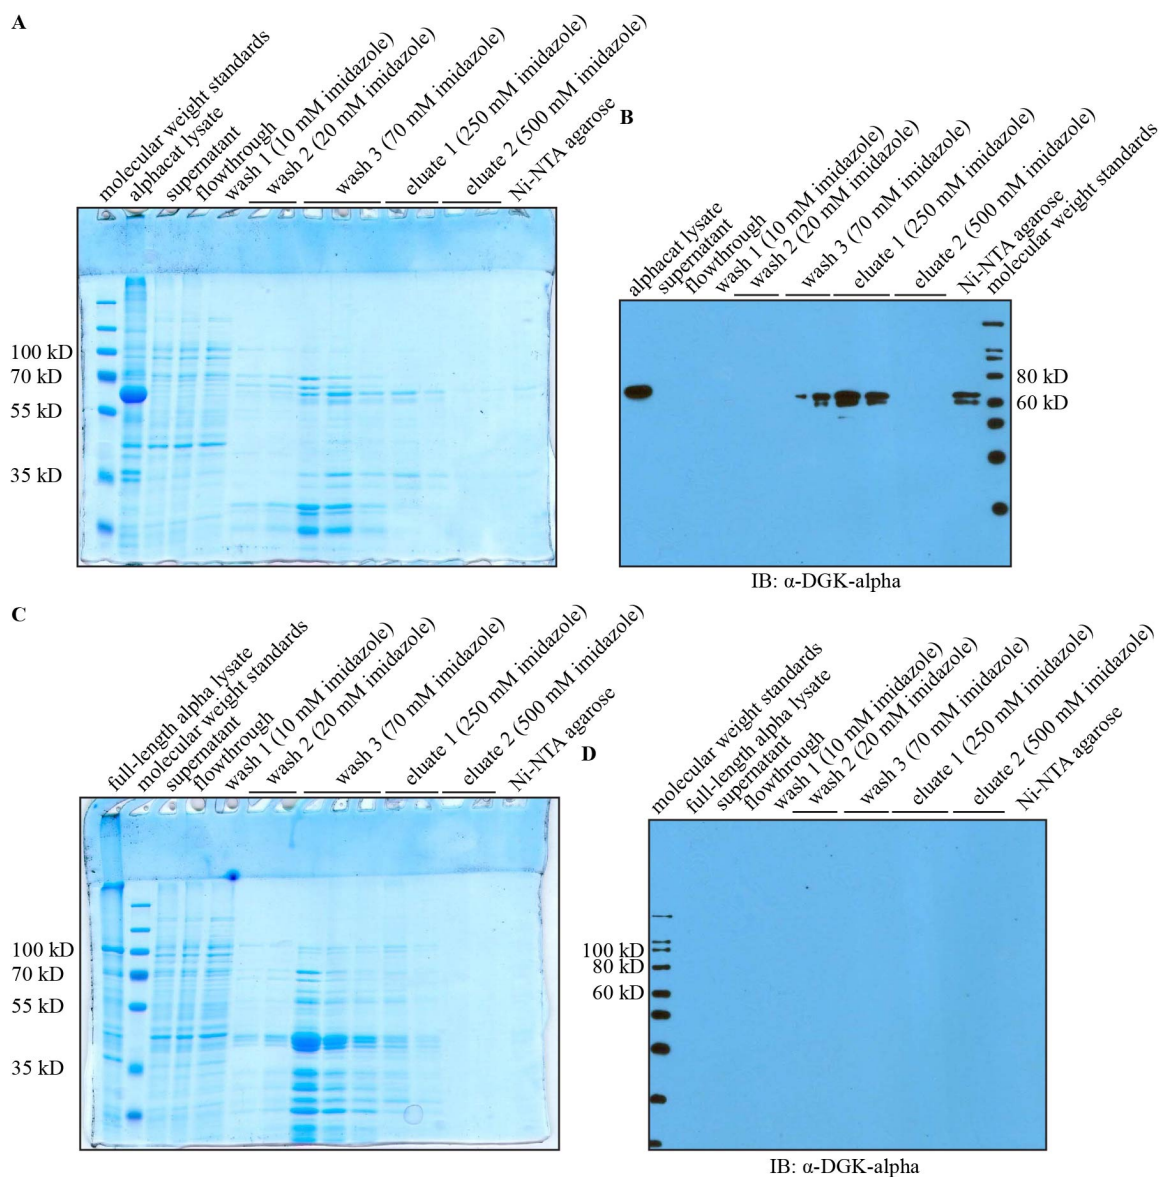 A
molecular weight standards
alphacat lysate
supernatant
flowthrough
wash 1 (10 mM imidazole)
wash 2 (20 mM imidazole)
wash 3 (70 mM imidazole)
eluate 1 (250 mM imidazole)
eluate 2 (500 mM imidazole)
Ni-NTA agarose
100 kD
70 kD
55 kD
35 kD
B
alphacat lysate
supernatant
flowthrough
wash 1 (10 mM imidazole)
wash 2 (20 mM imidazole)
wash 3 (70 mM imidazole)
eluate 1 (250 mM imidazole)
eluate 2 (500 mM imidazole)
Ni-NTA agarose
molecular weight standards
80 kD
60 kD
IB: α-DGK-alpha
C
full-length alpha lysate
molecular weight standards
supernatant
flowthrough
wash 1 (10 mM imidazole)
wash 2 (20 mM imidazole)
wash 3 (70 mM imidazole)
eluate 1 (250 mM imidazole)
eluate 2 (500 mM imidazole)
Ni-NTA agarose
100 kD
70 kD
55 kD
35 kD
D
molecular weight standards
full-length alpha lysate
supernatant
flowthrough
wash 1 (10 mM imidazole)
wash 2 (20 mM imidazole)
wash 3 (70 mM imidazole)
eluate 1 (250 mM imidazole)
eluate 2 (500 mM imidazole)
Ni-NTA agarose
100 kD
80 kD
60 kD
IB: α-DGK-alpha